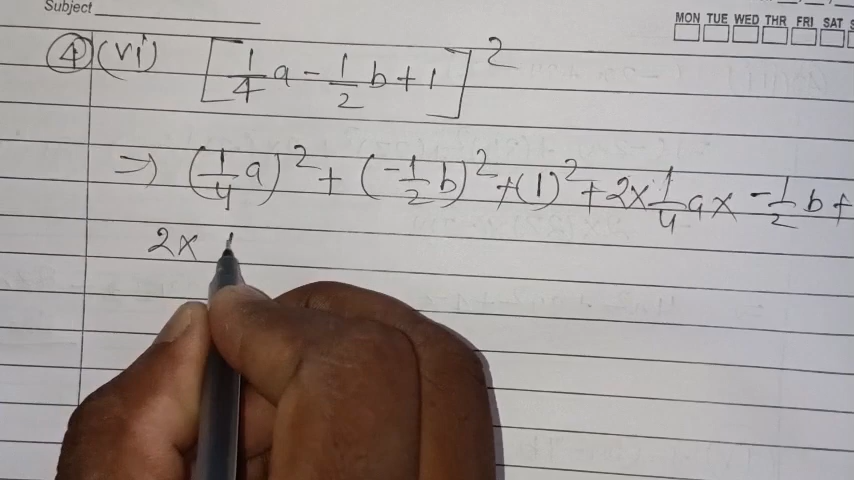 Subject
MON TUE WED THR FRI SAT
④ (vi) [1/4 a - 1/2 b + 1]²
⇒ (1/4 a)² + (-1/2 b)² + (1)² + 2× 1/4 a × -1/2 b +
2×